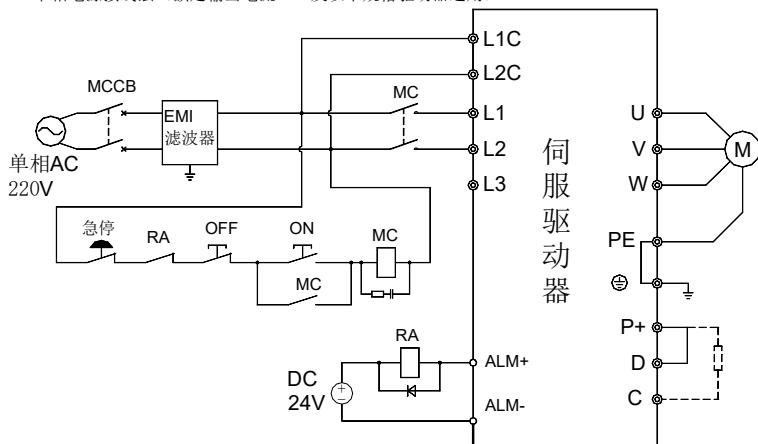 L1C
L2C
MCCB
MC
EMI
滤波器
L1
L2
L3
单相AC
220V
伺服驱动器
U
V
W
M
PE
急停
RA
OFF
ON
MC
MC
P+
D
C
RA
DC
24V
ALM+
ALM-